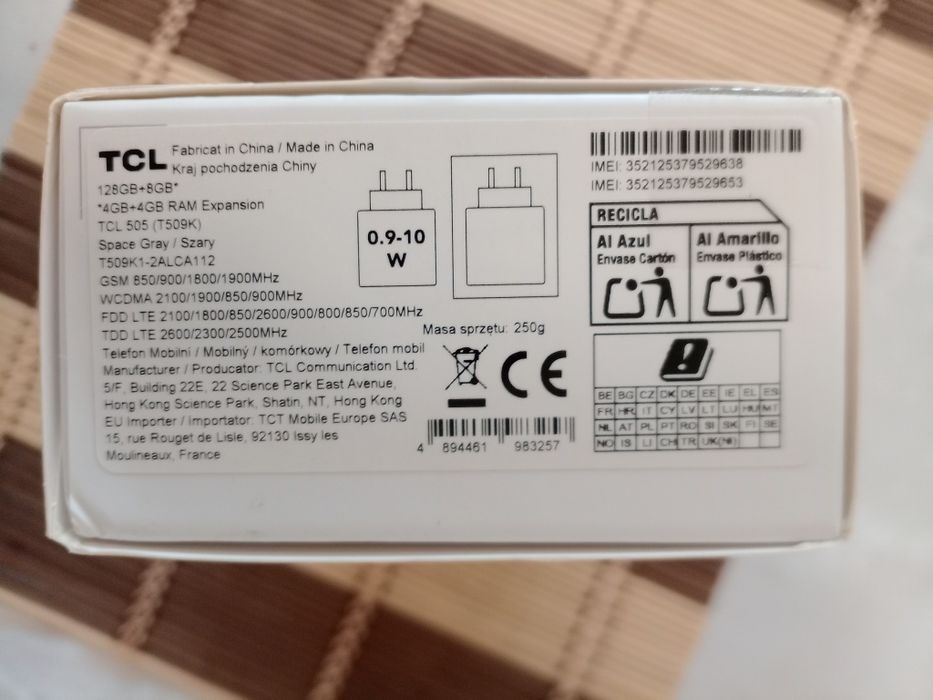 TCL Fabricat in China / Made in China
Kraj pochodzenia Chiny
128GB+8GB*
*4GB+4GB RAM Expansion
TCL 505 (T509K)
Space Gray / Szary
T509K1-2ALCA112
GSM 850/900/1800/1900MHz
WCDMA 2100/1900/850/900MHz
FDD LTE 2100/1800/850/2600/900/800/850/700MHz
TDD LTE 2600/2300/2500MHz
Telefon Mobilni / Mobilný / komórkowy / Telefon mobil
Manufacturer / Producator: TCL Communication Ltd.
5/F, Building 22E, 22 Science Park East Avenue,
Hong Kong Science Park, Shatin, NT, Hong Kong
EU Importer / Importator: TCT Mobile Europe SAS
15, rue Rouget de Lisle, 92130 Issy les
Moulineaux, France
0.9-10
W
Masa sprzętu: 250g
CE
4 894461 983257
IMEI: 352125379529638
IMEI: 352125379529653
RECICLA
Al Azul
Envase Cartón
Al Amarillo
Envase Plástico
BE BG CZ DK DE EE IE EL ES
FR HR IT CY LV LT LU HU MT
NL AT PL PT RO SI SK FI SE
NO IS LI CH TR UK(NI)